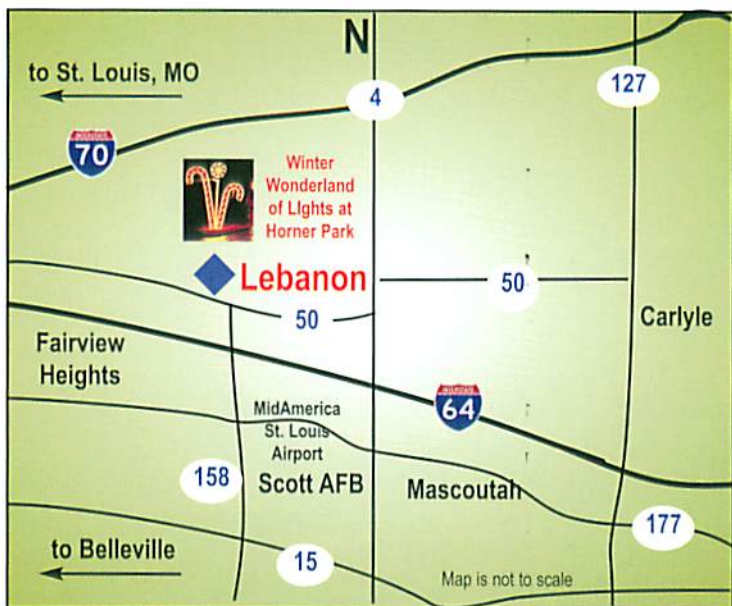 N
to St. Louis, MO
4
127
INTERSTATE
70
Winter
Wonderland
of LIghts at
Horner Park
Lebanon
50
50
Carlyle
Fairview
Heights
INTERSTATE
64
MidAmerica
St. Louis
Airport
158
Scott AFB
Mascoutah
177
to Belleville
15
Map is not to scale